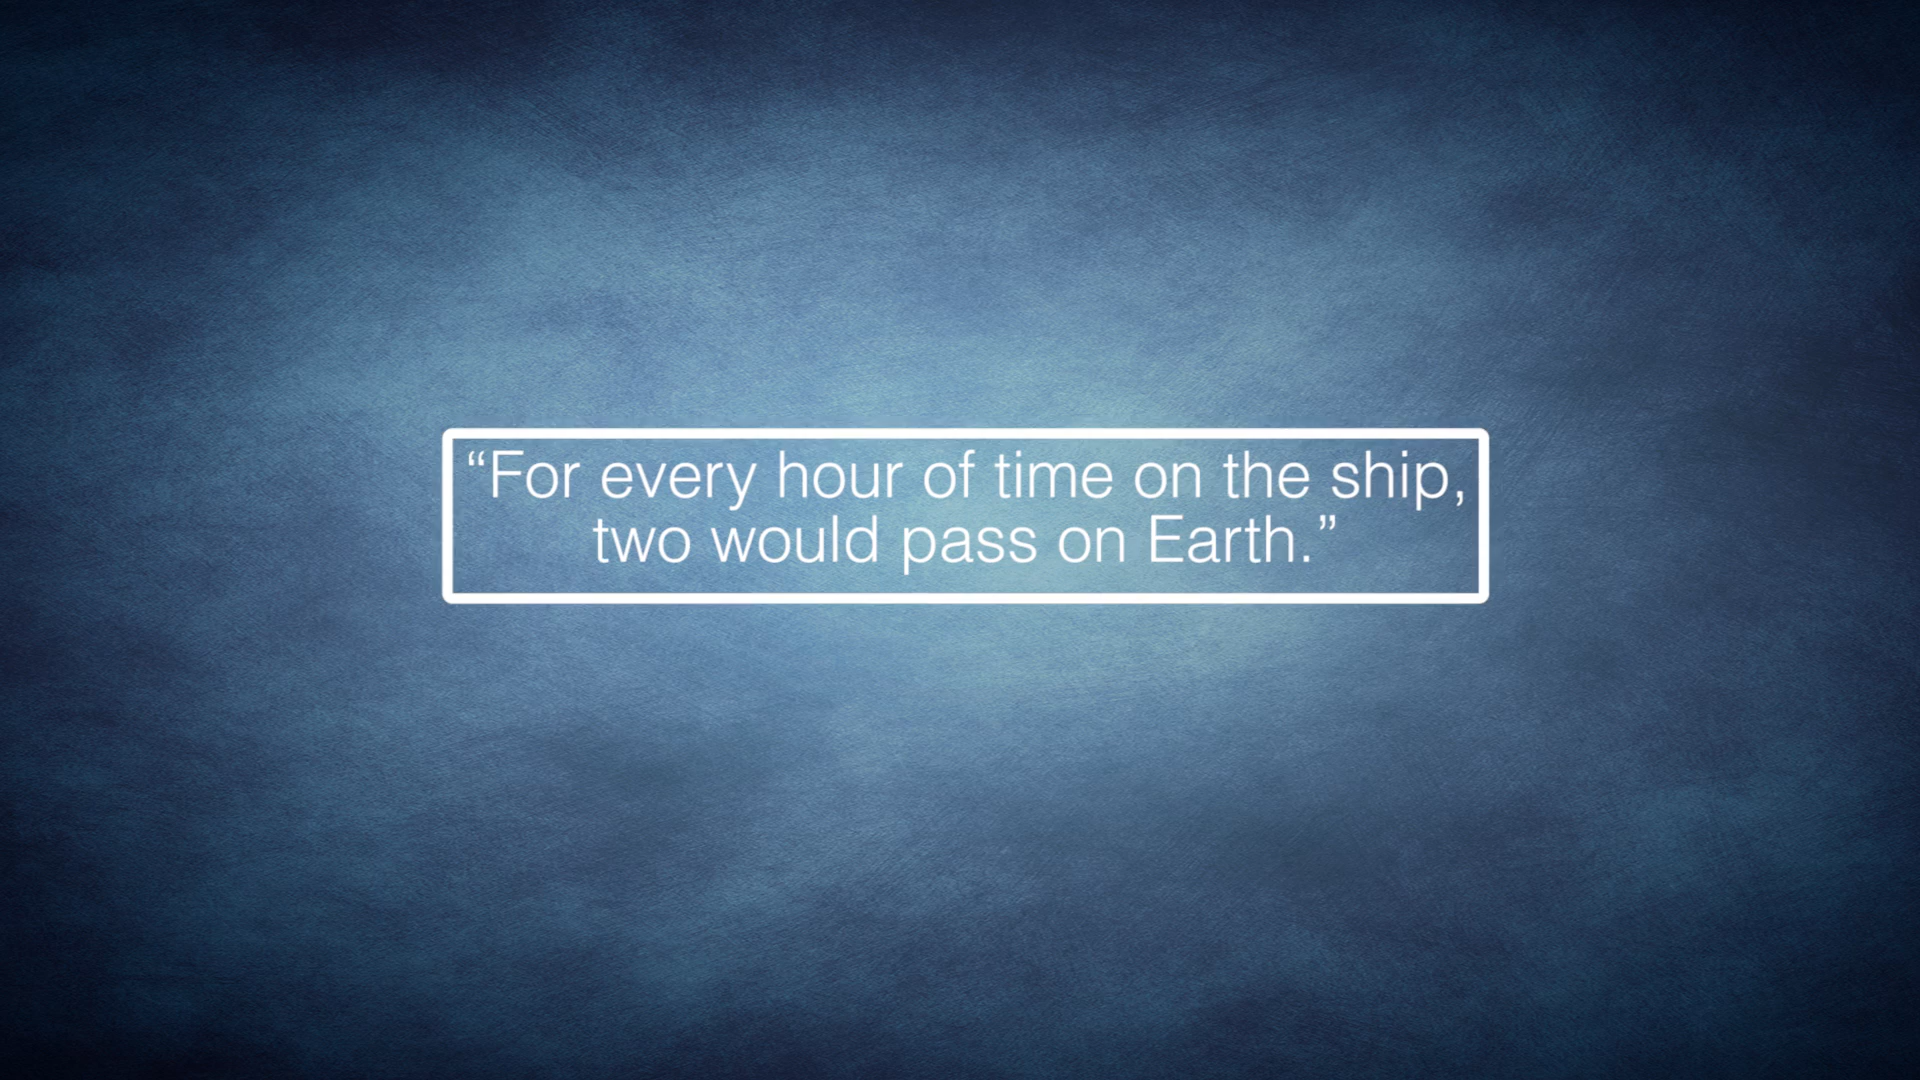 “For every hour of time on the ship,
two would pass on Earth.”